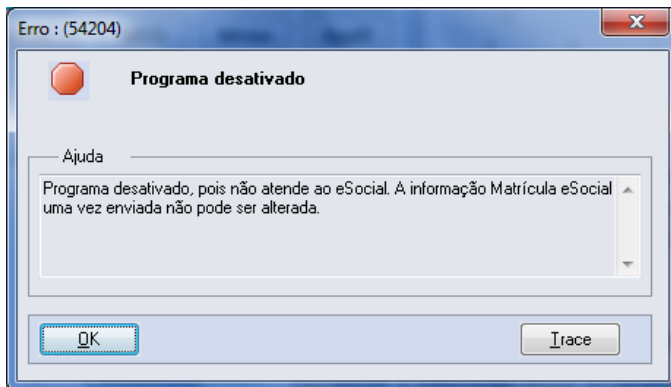 Erro : (54204)
Programa desativado
Ajuda
Programa desativado, pois não atende ao eSocial. A informação Matrícula eSocial
uma vez enviada não pode ser alterada.
OK
Trace